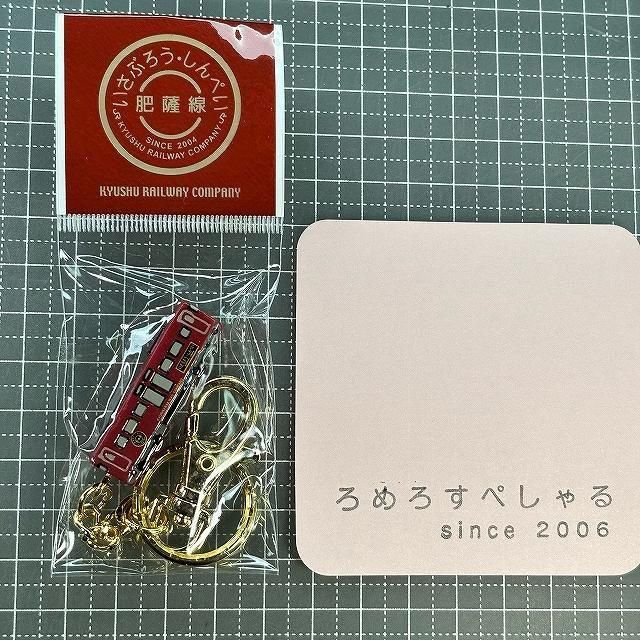 いさぶろう・しんぺい
肥薩線
SINCE 2004
KYUSHU RAILWAY COMPANY
KYUSHU RAILWAY COMPANY
ろめろすぺしゃる
since 2006